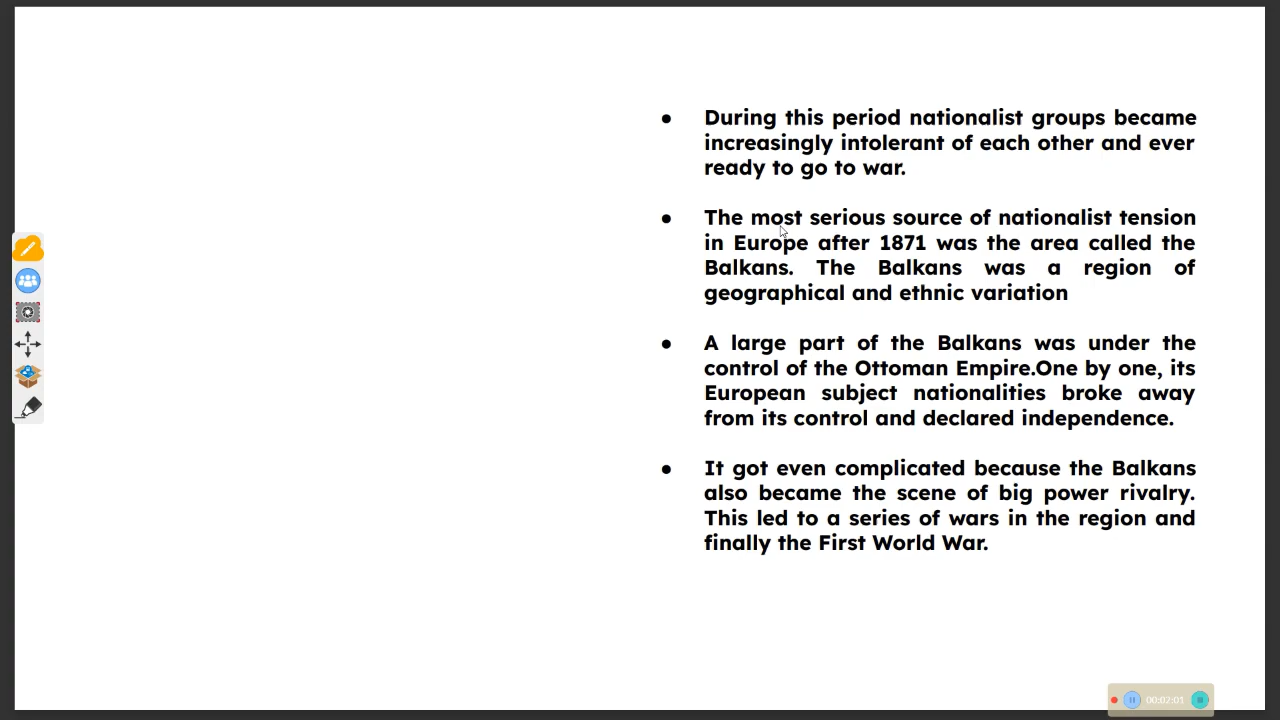 ● During this period nationalist groups became
increasingly intolerant of each other and ever
ready to go to war.
● The most serious source of nationalist tension
in Europe after 1871 was the area called the
Balkans. The Balkans was a region of
geographical and ethnic variation
● A large part of the Balkans was under the
control of the Ottoman Empire.One by one, its
European subject nationalities broke away
from its control and declared independence.
● It got even complicated because the Balkans
also became the scene of big power rivalry.
This led to a series of wars in the region and
finally the First World War.
00:02:01